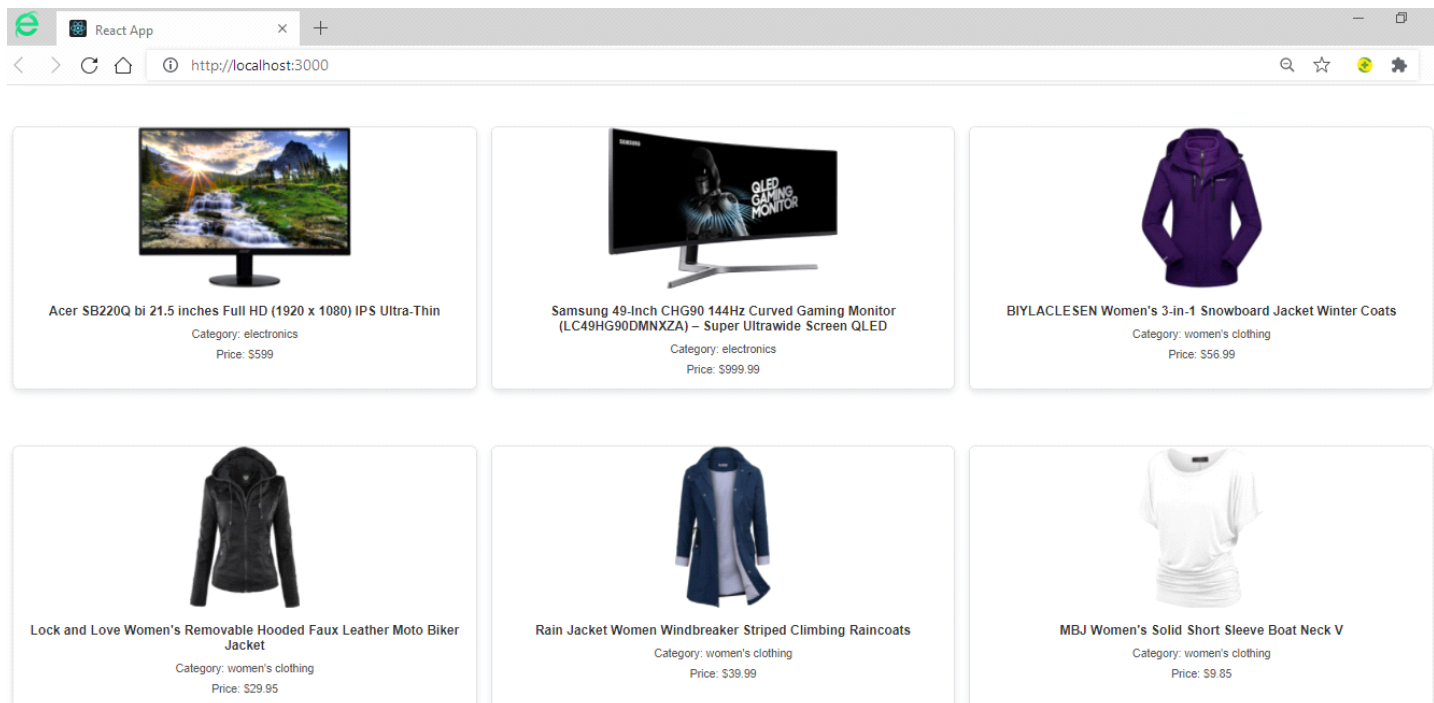 React App
http://localhost:3000
SAMSUNG
QLED
GAMING
MONITOR
Acer SB220Q bi 21.5 inches Full HD (1920 x 1080) IPS Ultra-Thin
Category: electronics
Price: $599
Samsung 49-Inch CHG90 144Hz Curved Gaming Monitor
(LC49HG90DMNXZA) – Super Ultrawide Screen QLED
Category: electronics
Price: $999.99
BIYLACLESEN Women's 3-in-1 Snowboard Jacket Winter Coats
Category: women's clothing
Price: $56.99
Lock and Love Women's Removable Hooded Faux Leather Moto Biker
Jacket
Category: women's clothing
Price: $29.95
Rain Jacket Women Windbreaker Striped Climbing Raincoats
Category: women's clothing
Price: $39.99
MBJ Women's Solid Short Sleeve Boat Neck V
Category: women's clothing
Price: $9.85